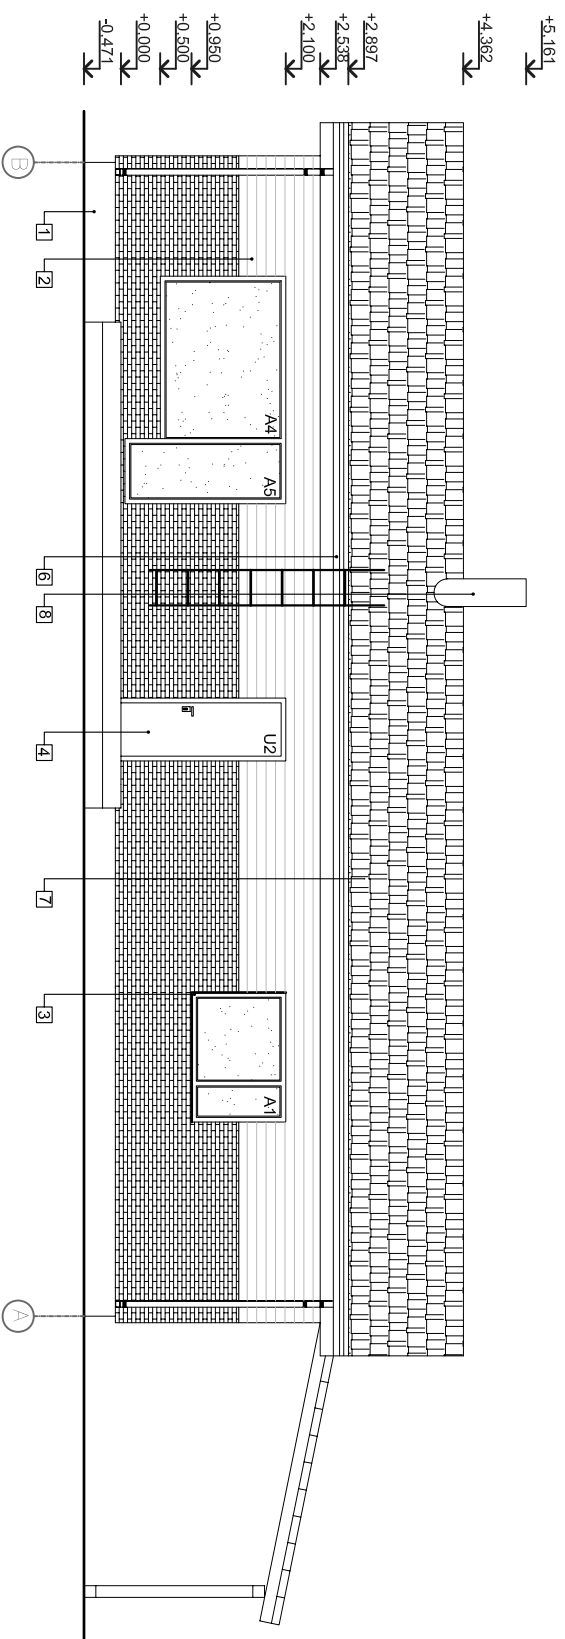 +5,161
+4,362
+2,897
+2,538
+2,100
+0,950
+0,500
+0,000
-0,471
A4
A5
U2
A1
B
1
2
6
8
4
7
3
A